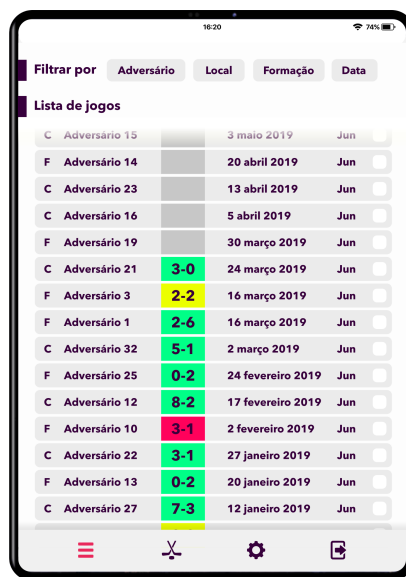 16:20 74%
Filtrar por Adversário Local Formação Data
Lista de jogos
C Adversário 15 3 maio 2019 Jun
F Adversário 14 20 abril 2019 Jun
C Adversário 23 13 abril 2019 Jun
C Adversário 16 5 abril 2019 Jun
F Adversário 19 30 março 2019 Jun
C Adversário 21 3-0 24 março 2019 Jun
F Adversário 3 2-2 16 março 2019 Jun
F Adversário 1 2-6 16 março 2019 Jun
C Adversário 32 5-1 2 março 2019 Jun
F Adversário 25 0-2 24 fevereiro 2019 Jun
C Adversário 12 8-2 17 fevereiro 2019 Jun
F Adversário 10 3-1 2 fevereiro 2019 Jun
C Adversário 22 3-1 27 janeiro 2019 Jun
F Adversário 13 0-2 20 janeiro 2019 Jun
C Adversário 27 7-3 12 janeiro 2019 Jun